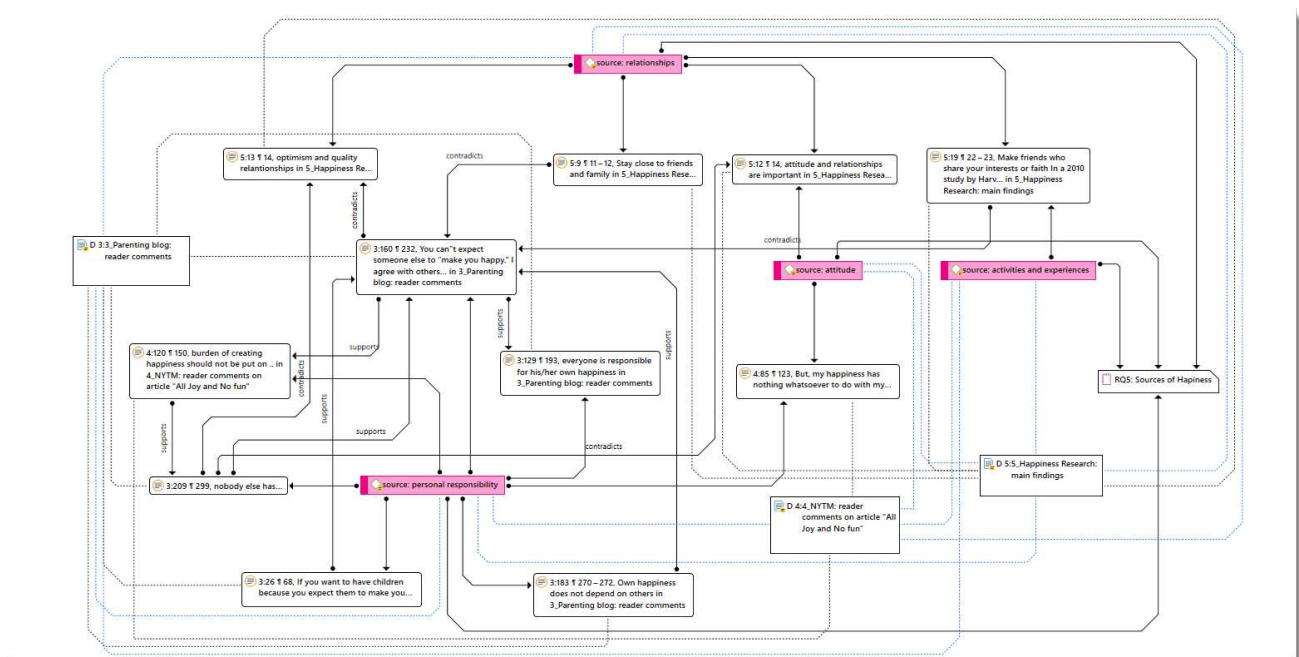 source: relationships
5:13 ¶ 14, optimism and quality
relantionships in 5_Happiness Re...
contradicts
5:9 ¶ 11 – 12, Stay close to friends
and family in 5_Happiness Rese...
5:12 ¶ 14, attitude and relationships
are important in 5_Happiness Resea...
5:19 ¶ 22 – 23, Make friends who
share your interests or faith In a 2010
study by Harv... in 5_Happiness
Research: main findings
contradicts
D 3:3_Parenting blog:
reader comments
3:160 ¶ 232, You can"t expect
someone else to "make you happy." I
agree with others... in 3_Parenting
blog: reader comments
contradicts
source: attitude
source: activities and experiences
supports
supports
supports
4:120 ¶ 150, burden of creating
happiness should not be put on .. in
4_NYTM: reader comments on
article "All Joy and No fun"
contradicts
3:129 ¶ 193, everyone is responsible
for his/her own happiness in
3_Parenting blog: reader comments
4:85 ¶ 123, But, my happiness has
nothing whatsoever to do with my...
RQ5: Sources of Hapiness
supports
supports
supports
contradicts
3:209 ¶ 299, nobody else has...
source: personal responsibility
D 5:5_Happiness Research:
main findings
D 4:4_NYTM: reader
comments on article "All
Joy and No fun"
3:26 ¶ 68, If you want to have children
because you expect them to make you...
3:183 ¶ 270 – 272, Own happiness
does not depend on others in
3_Parenting blog: reader comments